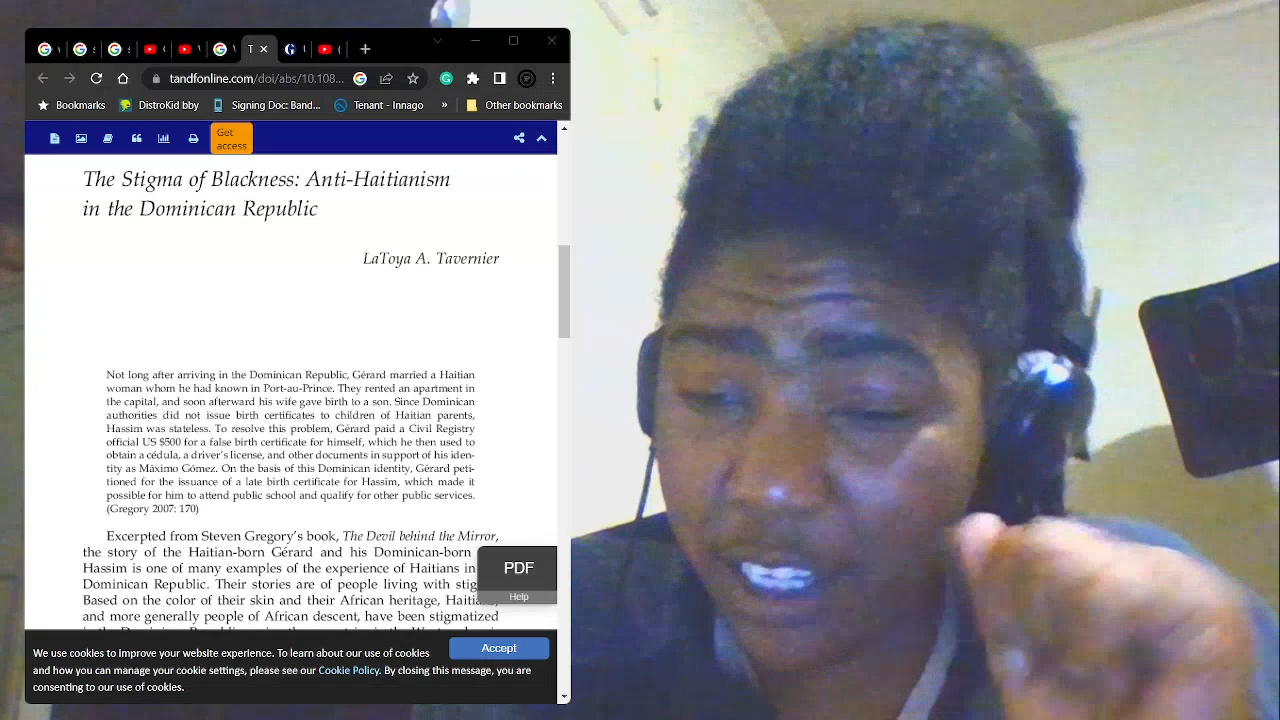 tandfonline.com/doi/abs/10.108...
Bookmarks
DistroKid bby
Signing Doc: Band...
Tenant - Innago
»
Other bookmarks
Get
access
The Stigma of Blackness: Anti-Haitianism
in the Dominican Republic
LaToya A. Tavernier
Not long after arriving in the Dominican Republic, Gérard married a Haitian
woman whom he had known in Port-au-Prince. They rented an apartment in
the capital, and soon afterward his wife gave birth to a son. Since Dominican
authorities did not issue birth certificates to children of Haitian parents,
Hassim was stateless. To resolve this problem, Gérard paid a Civil Registry
official US $500 for a false birth certificate for himself, which he then used to
obtain a cédula, a driver's license, and other documents in support of his iden-
tity as Máximo Gómez. On the basis of this Dominican identity, Gérard peti-
tioned for the issuance of a late birth certificate for Hassim, which made it
possible for him to attend public school and qualify for other public services.
(Gregory 2007: 170)
Excerpted from Steven Gregory's book, The Devil behind the Mirror,
the story of the Haitian-born Gérard and his Dominican-born
Hassim is one of many examples of the experience of Haitians in
Dominican Republic. Their stories are of people living with stig
Based on the color of their skin and their African heritage, Haitia
and more generally people of African descent, have been stigmatized
PDF
Help
We use cookies to improve your website experience. To learn about our use of cookies
and how you can manage your cookie settings, please see our Cookie Policy. By closing this message, you are
consenting to our use of cookies.
Accept